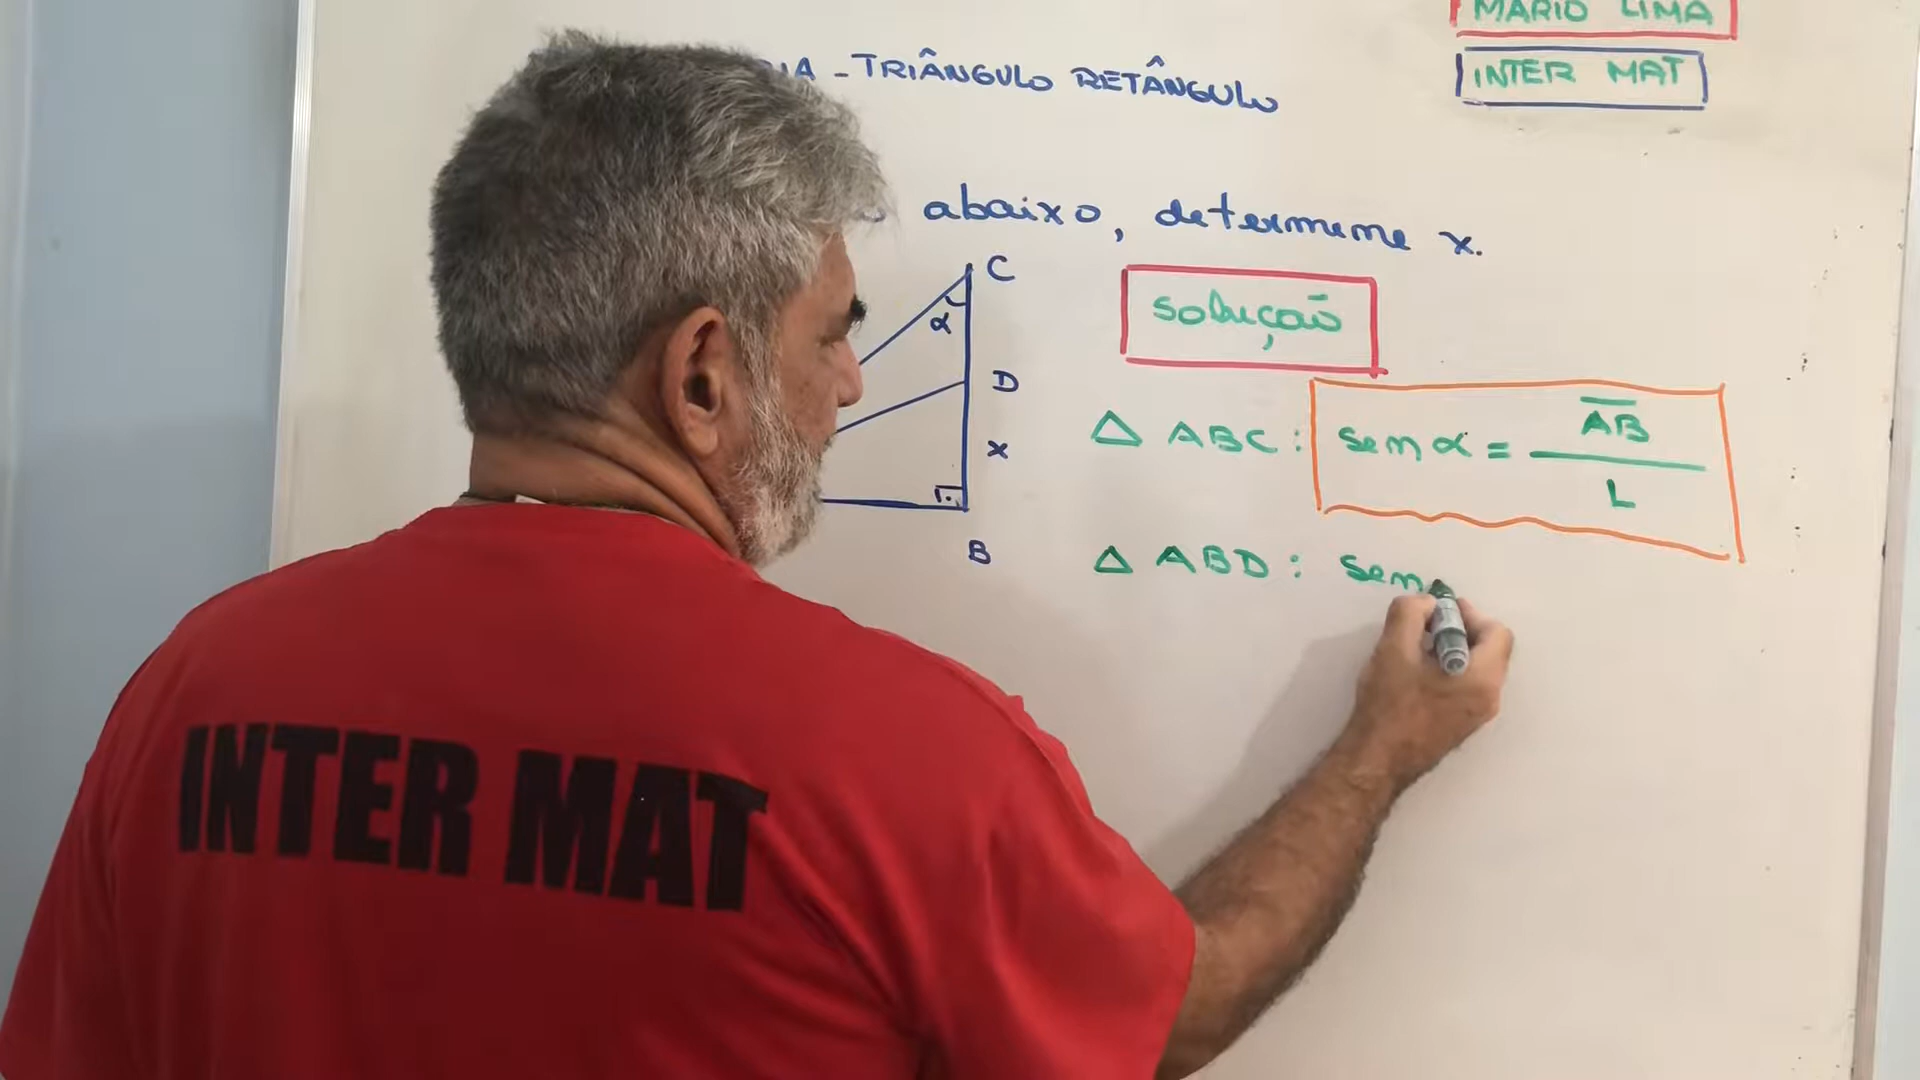 MARIO LIMA
INTER MAT
- TRIÂNGULO RETÂNGULO
abaixo, determine x.
C
α
D
x
B
solução
△ ABC: sen α = AB / L
△ ABD: sen
INTER MAT